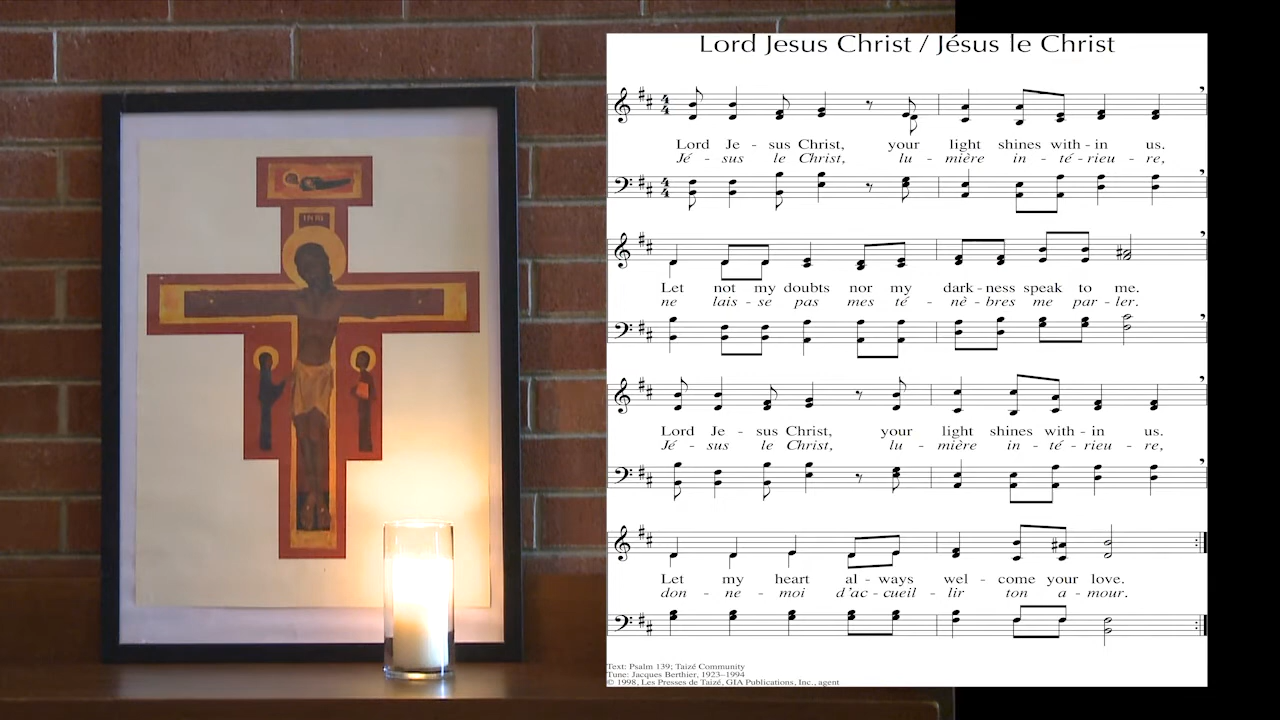 Lord Jesus Christ / Jésus le Christ
Lord Je - sus Christ, your light shines with - in us.
Jé - sus le Christ, lu - mière in - té - rieu - re,
Let not my doubts nor my dark - ness speak to me.
ne lais - se pas mes té - nè - bres me par - ler.
Lord Je - sus Christ, your light shines with - in us.
Jé - sus le Christ, lu - mière in - té - rieu - re,
Let my heart al - ways wel - come your love.
don - ne - moi d'ac - cueil - lir ton a - mour.
Text: Psalm 139; Taizé Community
Tune: Jacques Berthier, 1923–1994
© 1998, Les Presses de Taizé, GIA Publications, Inc., agent